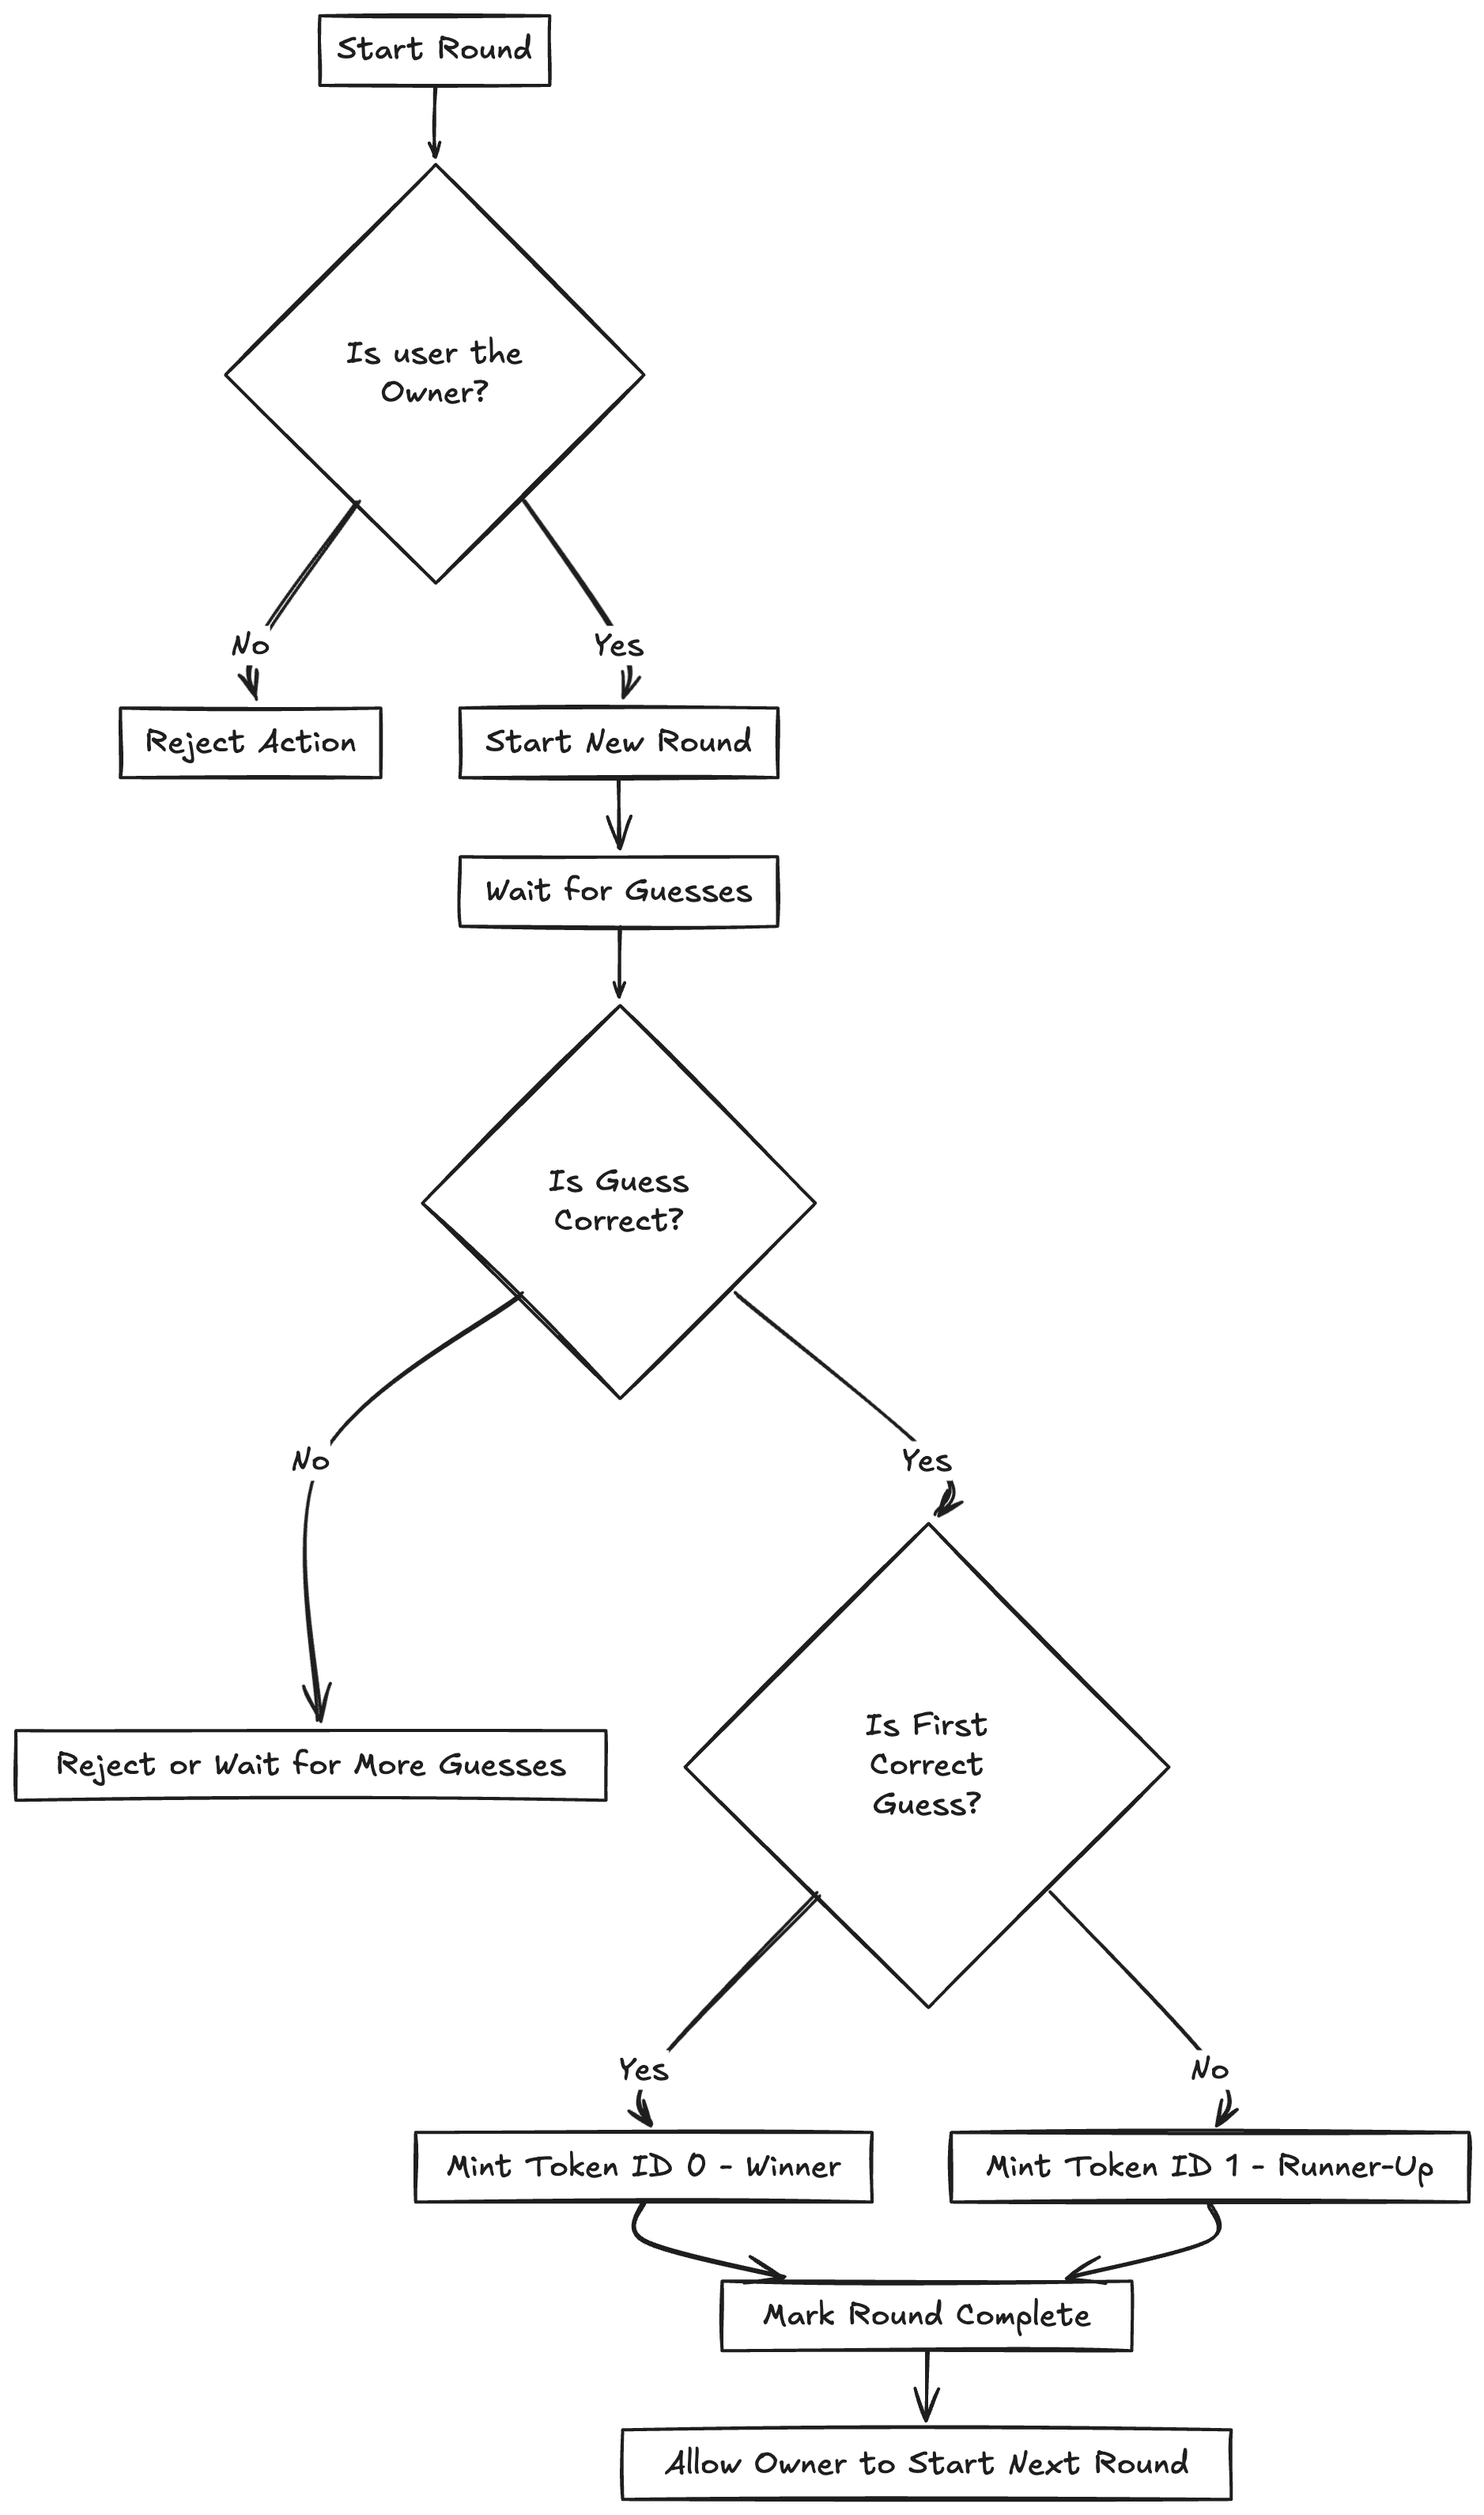 Start Round
Is user the
Owner?
No
Yes
Reject Action
Start New Round
Wait for Guesses
Is Guess
Correct?
No
Yes
Is First
Correct
Guess?
Reject or Wait for More Guesses
Yes
No
Mint Token ID 0 - Winner
Mint Token ID 1 - Runner-Up
Mark Round Complete
Allow Owner to Start Next Round